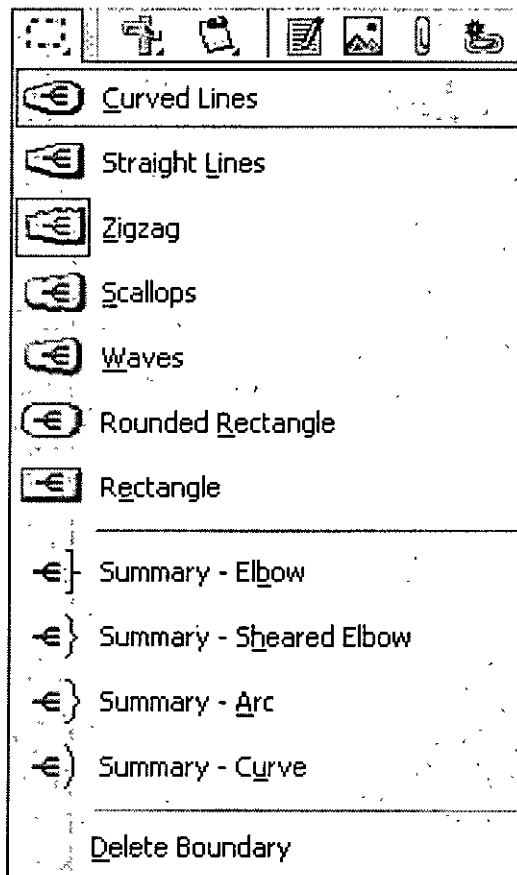 Curved Lines
Straight Lines
Zigzag
Scallops
Waves
Rounded Rectangle
Rectangle
Summary - Elbow
Summary - Sheared Elbow
Summary - Arc
Summary - Curve
Delete Boundary